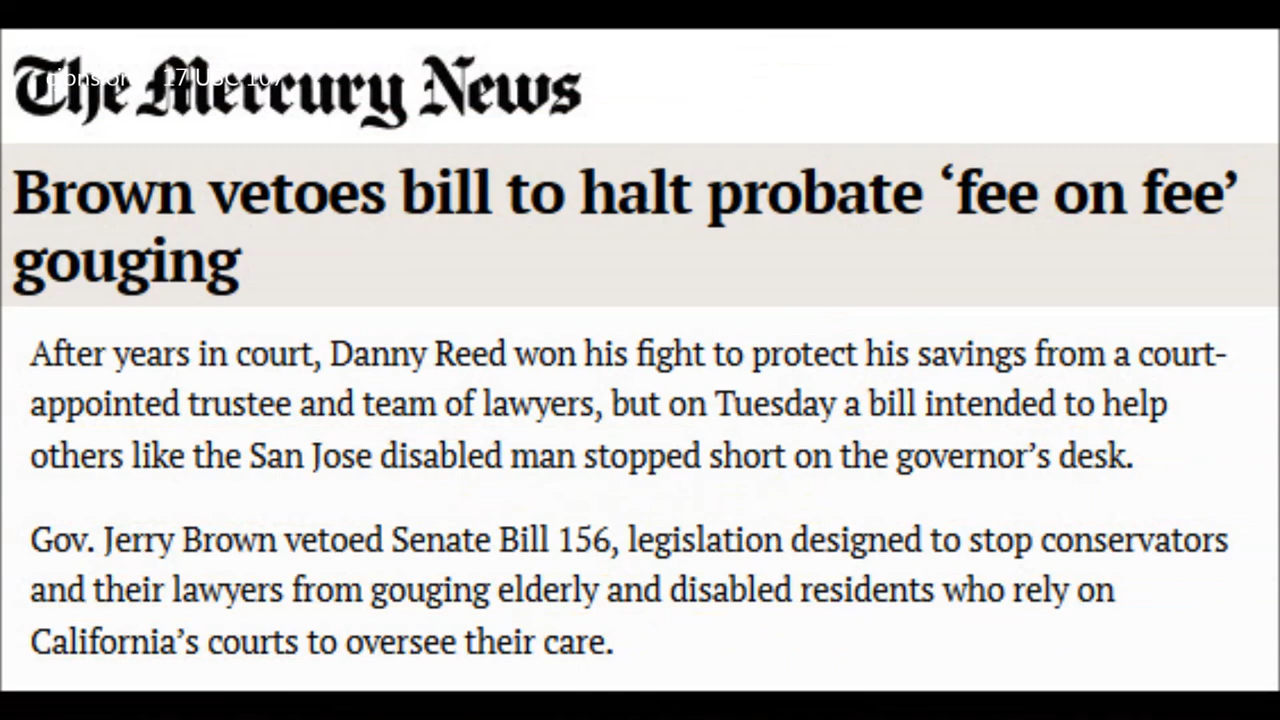 The Mercury News
17 USC 107
Brown vetoes bill to halt probate ‘fee on fee’
gouging
After years in court, Danny Reed won his fight to protect his savings from a court-
appointed trustee and team of lawyers, but on Tuesday a bill intended to help
others like the San Jose disabled man stopped short on the governor’s desk.
Gov. Jerry Brown vetoed Senate Bill 156, legislation designed to stop conservators
and their lawyers from gouging elderly and disabled residents who rely on
California’s courts to oversee their care.